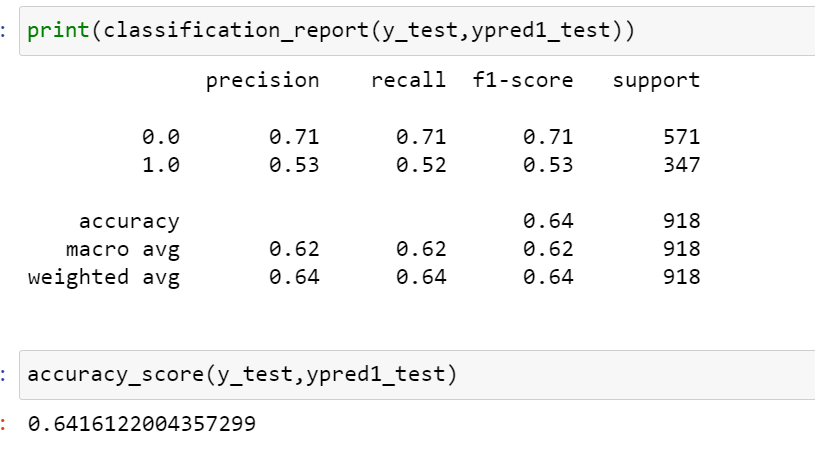 : print(classification_report(y_test,ypred1_test))
precision recall f1-score support
0.0 0.71 0.71 0.71 571
1.0 0.53 0.52 0.53 347
accuracy 0.64 918
macro avg 0.62 0.62 0.62 918
weighted avg 0.64 0.64 0.64 918
: accuracy_score(y_test,ypred1_test)
: 0.6416122004357299